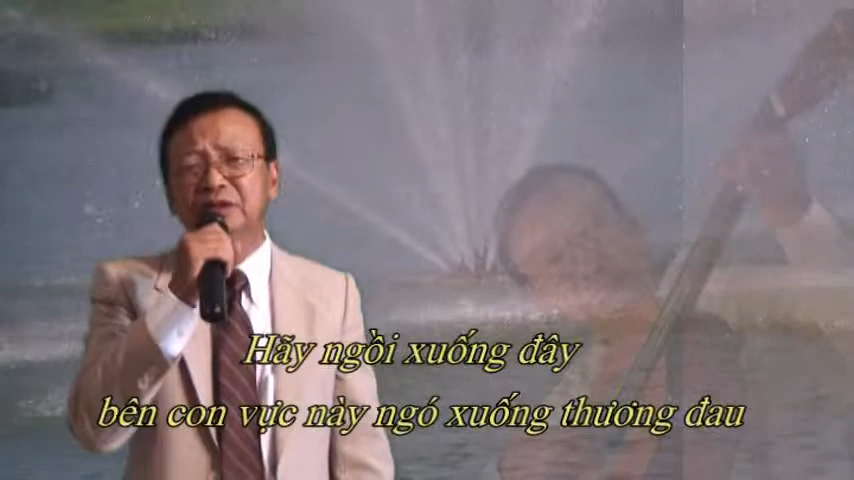 Hãy ngồi xuống đây
bên con vực này ngó xuống thương đau